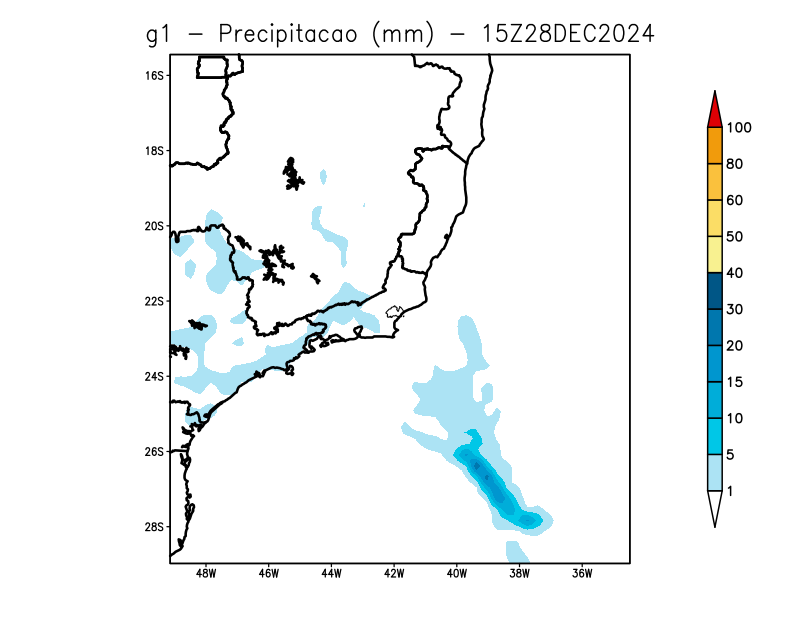 g1 – Precipitacao (mm) – 15Z28DEC2024
16S
18S
20S
22S
24S
26S
28S
48W 46W 44W 42W 40W 38W 36W
100
80
60
50
40
30
20
15
10
5
1